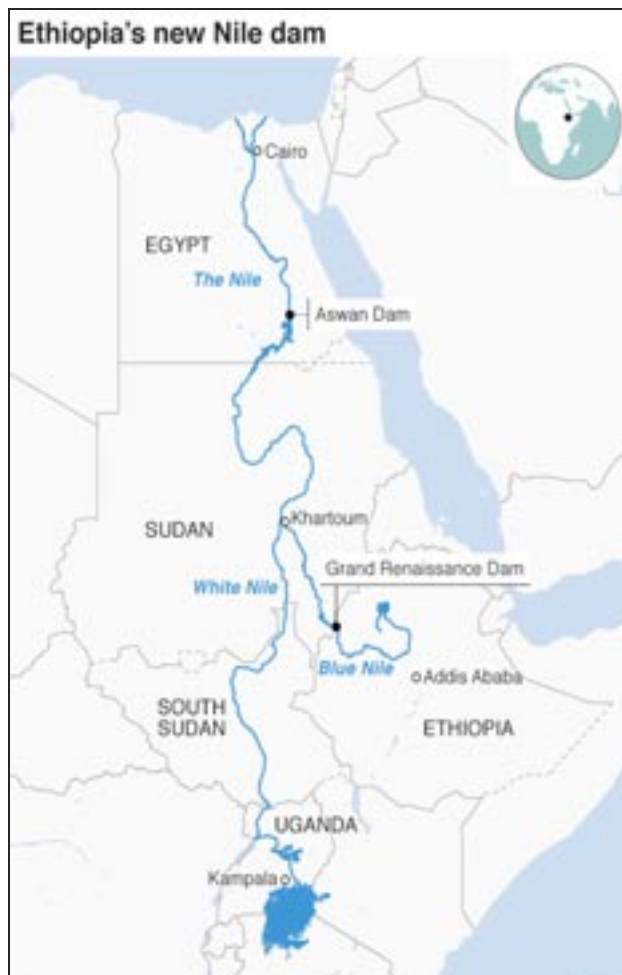 Ethiopia's new Nile dam
Cairo
EGYPT
The Nile
Aswan Dam
Khartoum
SUDAN
Grand Renaissance Dam
White Nile
Blue Nile
Addis Ababa
SOUTH
SUDAN
ETHIOPIA
UGANDA
Kampala